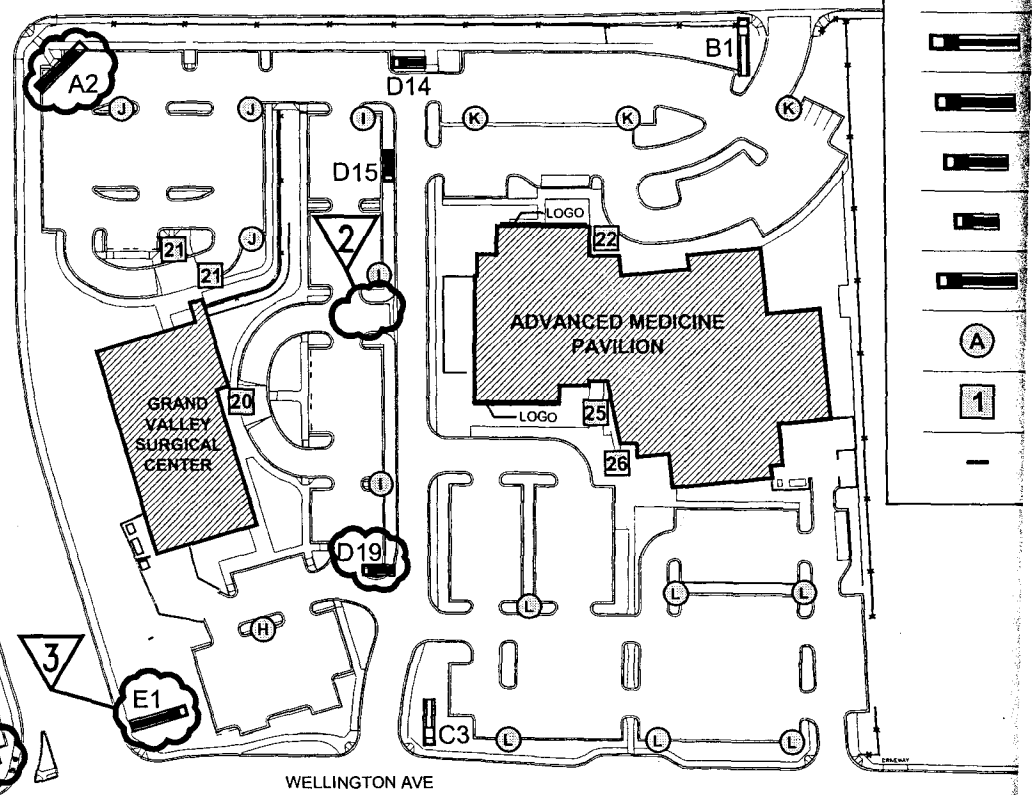 B1
A2
D14
J
J
I
K
K
K
D15
LOGO
2
21
J
22
21
I
ADVANCED MEDICINE
PAVILION
A
20
GRAND
VALLEY
SURGICAL
CENTER
1
LOGO
25
26
I
D19
L
L
L
H
3
E1
C3
L
L
L
DRIVEWAY
WELLINGTON AVE